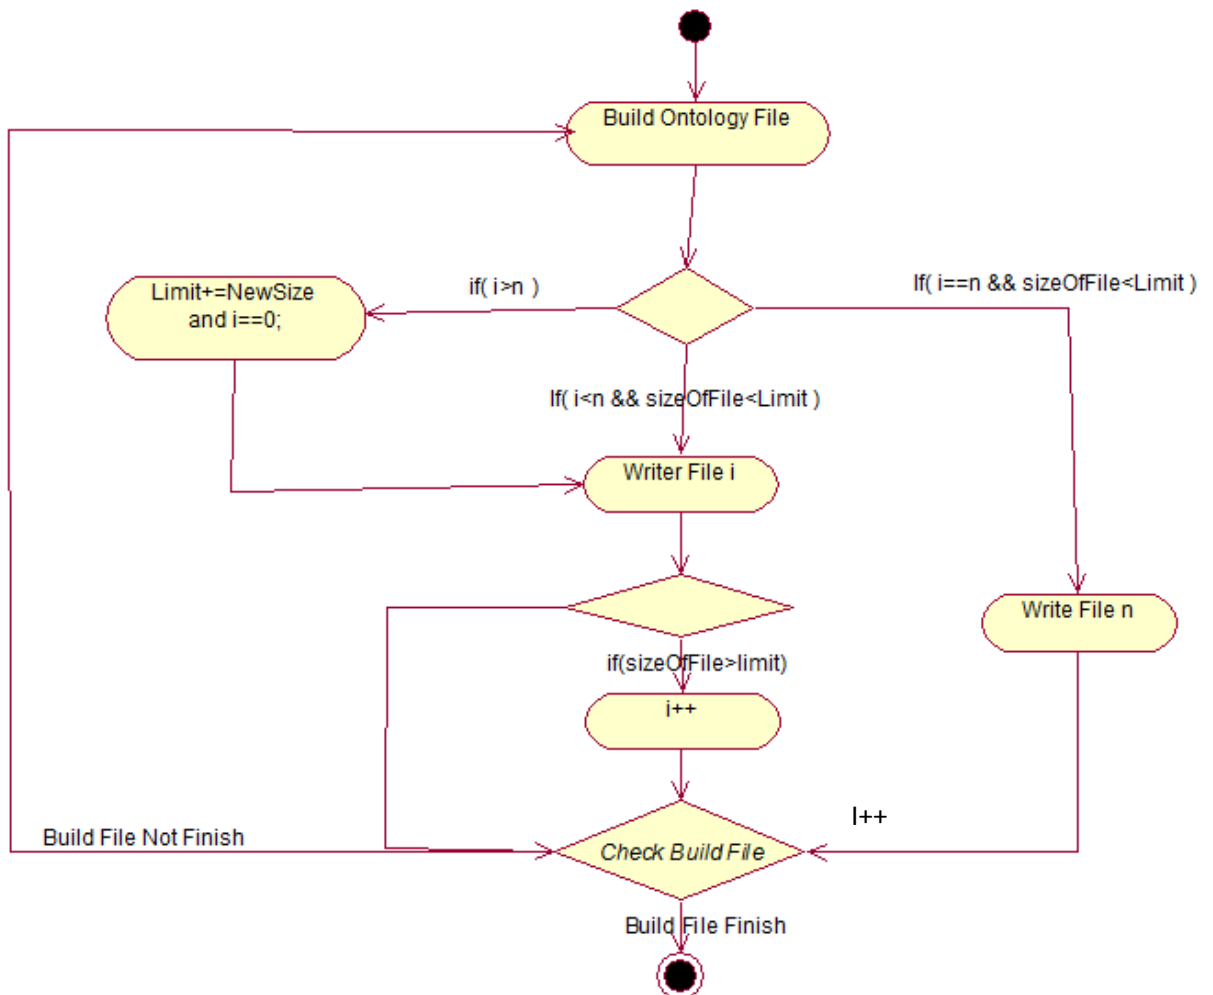 Build Ontology File
if( i>n )
If( i==n && sizeOfFile<Limit )
Limit+=NewSize
and i==0;
If( i<n && sizeOfFile<Limit )
Writer File i
Write File n
if(sizeOfFile>limit)
i++
I++
Build File Not Finish
Check Build File
Build File Finish